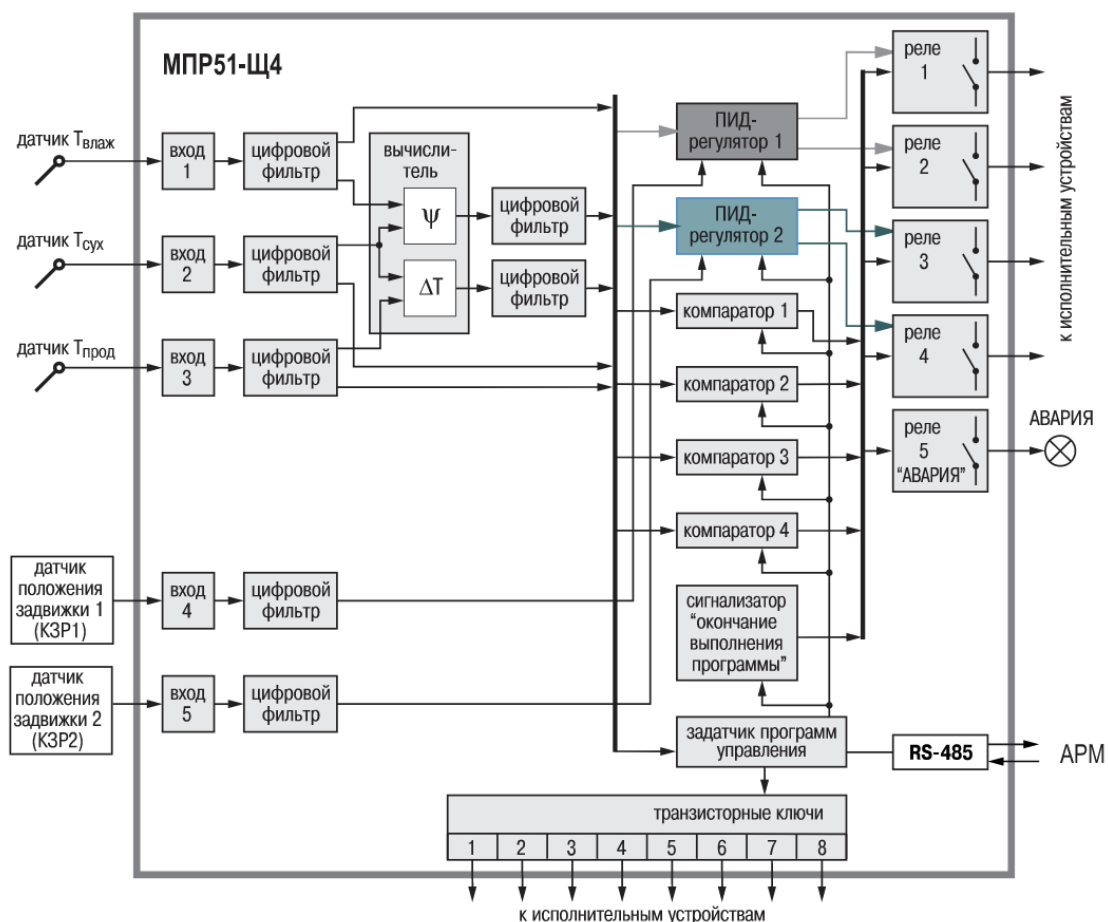 МПР51-Щ4
датчик Твлаж
вход
1
цифровой
фильтр
датчик Тсух
вход
2
цифровой
фильтр
датчик Тпрод
вход
3
цифровой
фильтр
вычисли-
тель
ψ
ΔT
цифровой
фильтр
цифровой
фильтр
датчик
положения
задвижки 1
(КЗР1)
вход
4
цифровой
фильтр
датчик
положения
задвижки 2
(КЗР2)
вход
5
цифровой
фильтр
ПИД-
регулятор 1
ПИД-
регулятор 2
компаратор 1
компаратор 2
компаратор 3
компаратор 4
сигнализатор
“окончание
выполнения
программы”
задатчик программ
управления
реле
1
реле
2
реле
3
реле
4
реле
5
“АВАРИЯ”
к исполнительным устройствам
АВАРИЯ
RS-485
АРМ
транзисторные ключи
1 2 3 4 5 6 7 8
к исполнительным устройствам